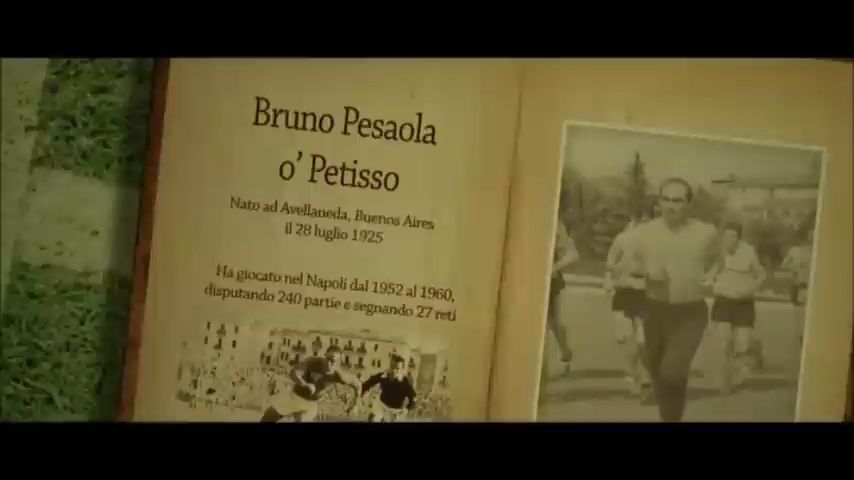 Bruno Pesaola
o' Petisso
Nato ad Avellaneda, Buenos Aires
il 28 luglio 1925
Ha giocato nel Napoli dal 1952 al 1960,
disputando 240 partie e segnando 27 reti